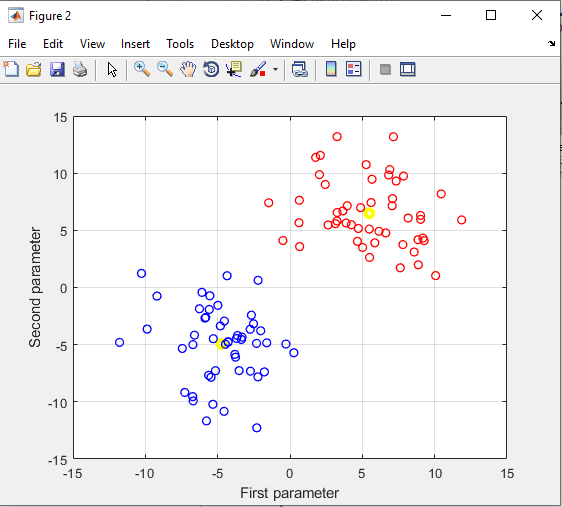 Figure 2
File Edit View Insert Tools Desktop Window Help
15
10
5
0
-5
-10
-15
Second parameter
-15 -10 -5 0 5 10 15
First parameter